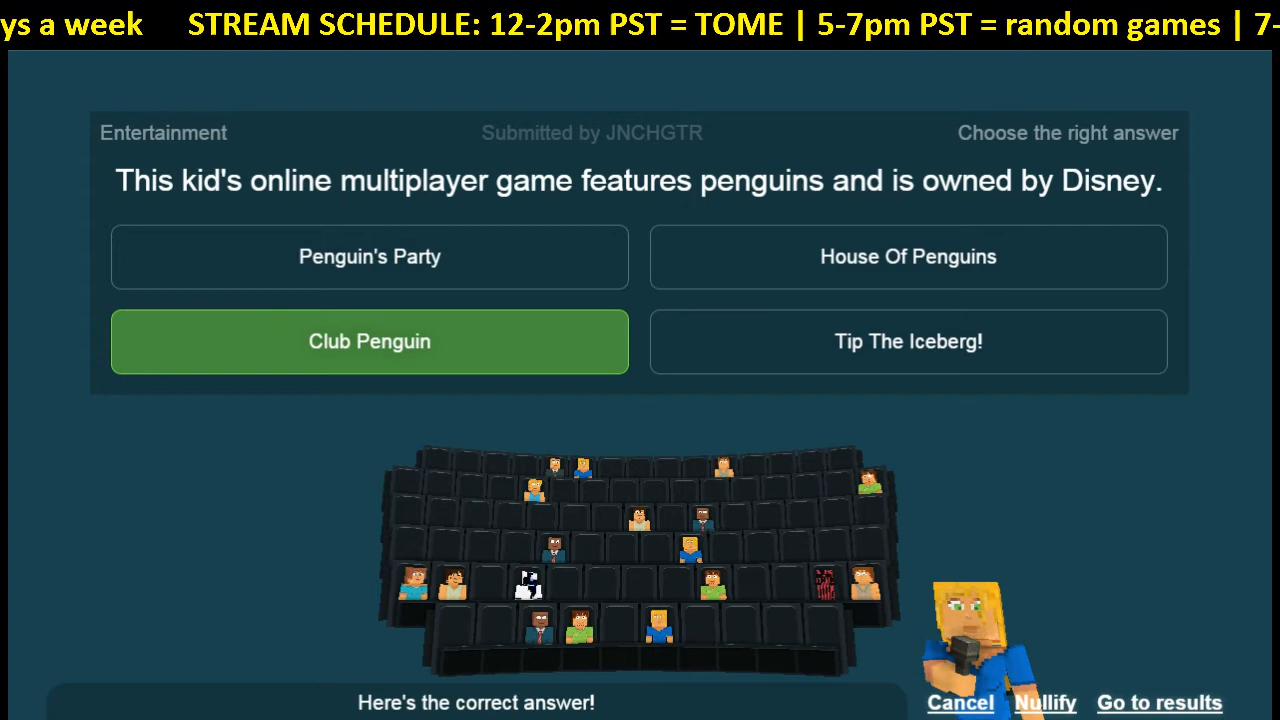 ys a week STREAM SCHEDULE: 12-2pm PST = TOME | 5-7pm PST = random games | 7-
Entertainment
Submitted by JNCHGTR
Choose the right answer
This kid's online multiplayer game features penguins and is owned by Disney.
Penguin's Party
House Of Penguins
Club Penguin
Tip The Iceberg!
Here's the correct answer!
Cancel
Nullify
Go to results